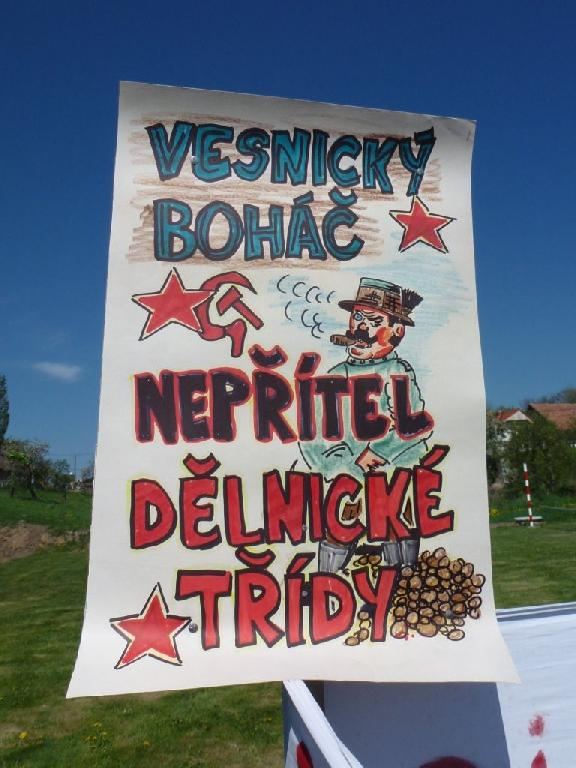 VESNICKÝ
BOHÁČ
NEPŘÍTEL
DĚLNICKÉ
TŘÍDY